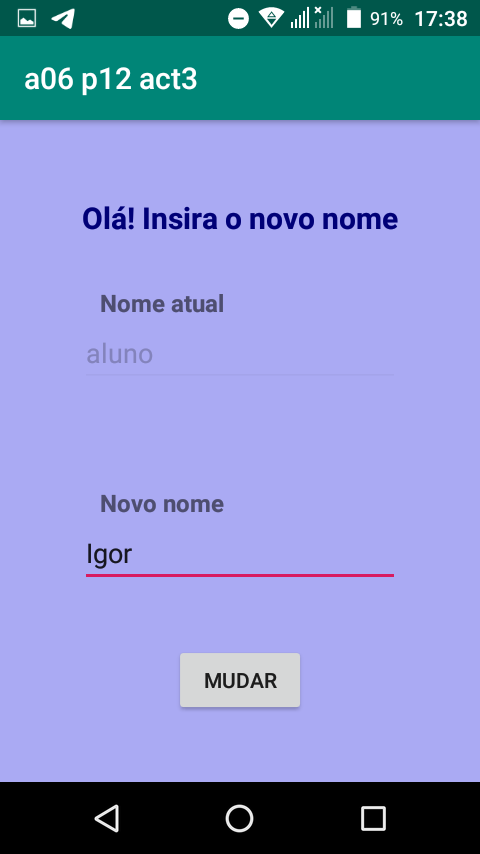 91% 17:38
a06 p12 act3
Olá! Insira o novo nome
Nome atual
aluno
Novo nome
Igor
MUDAR